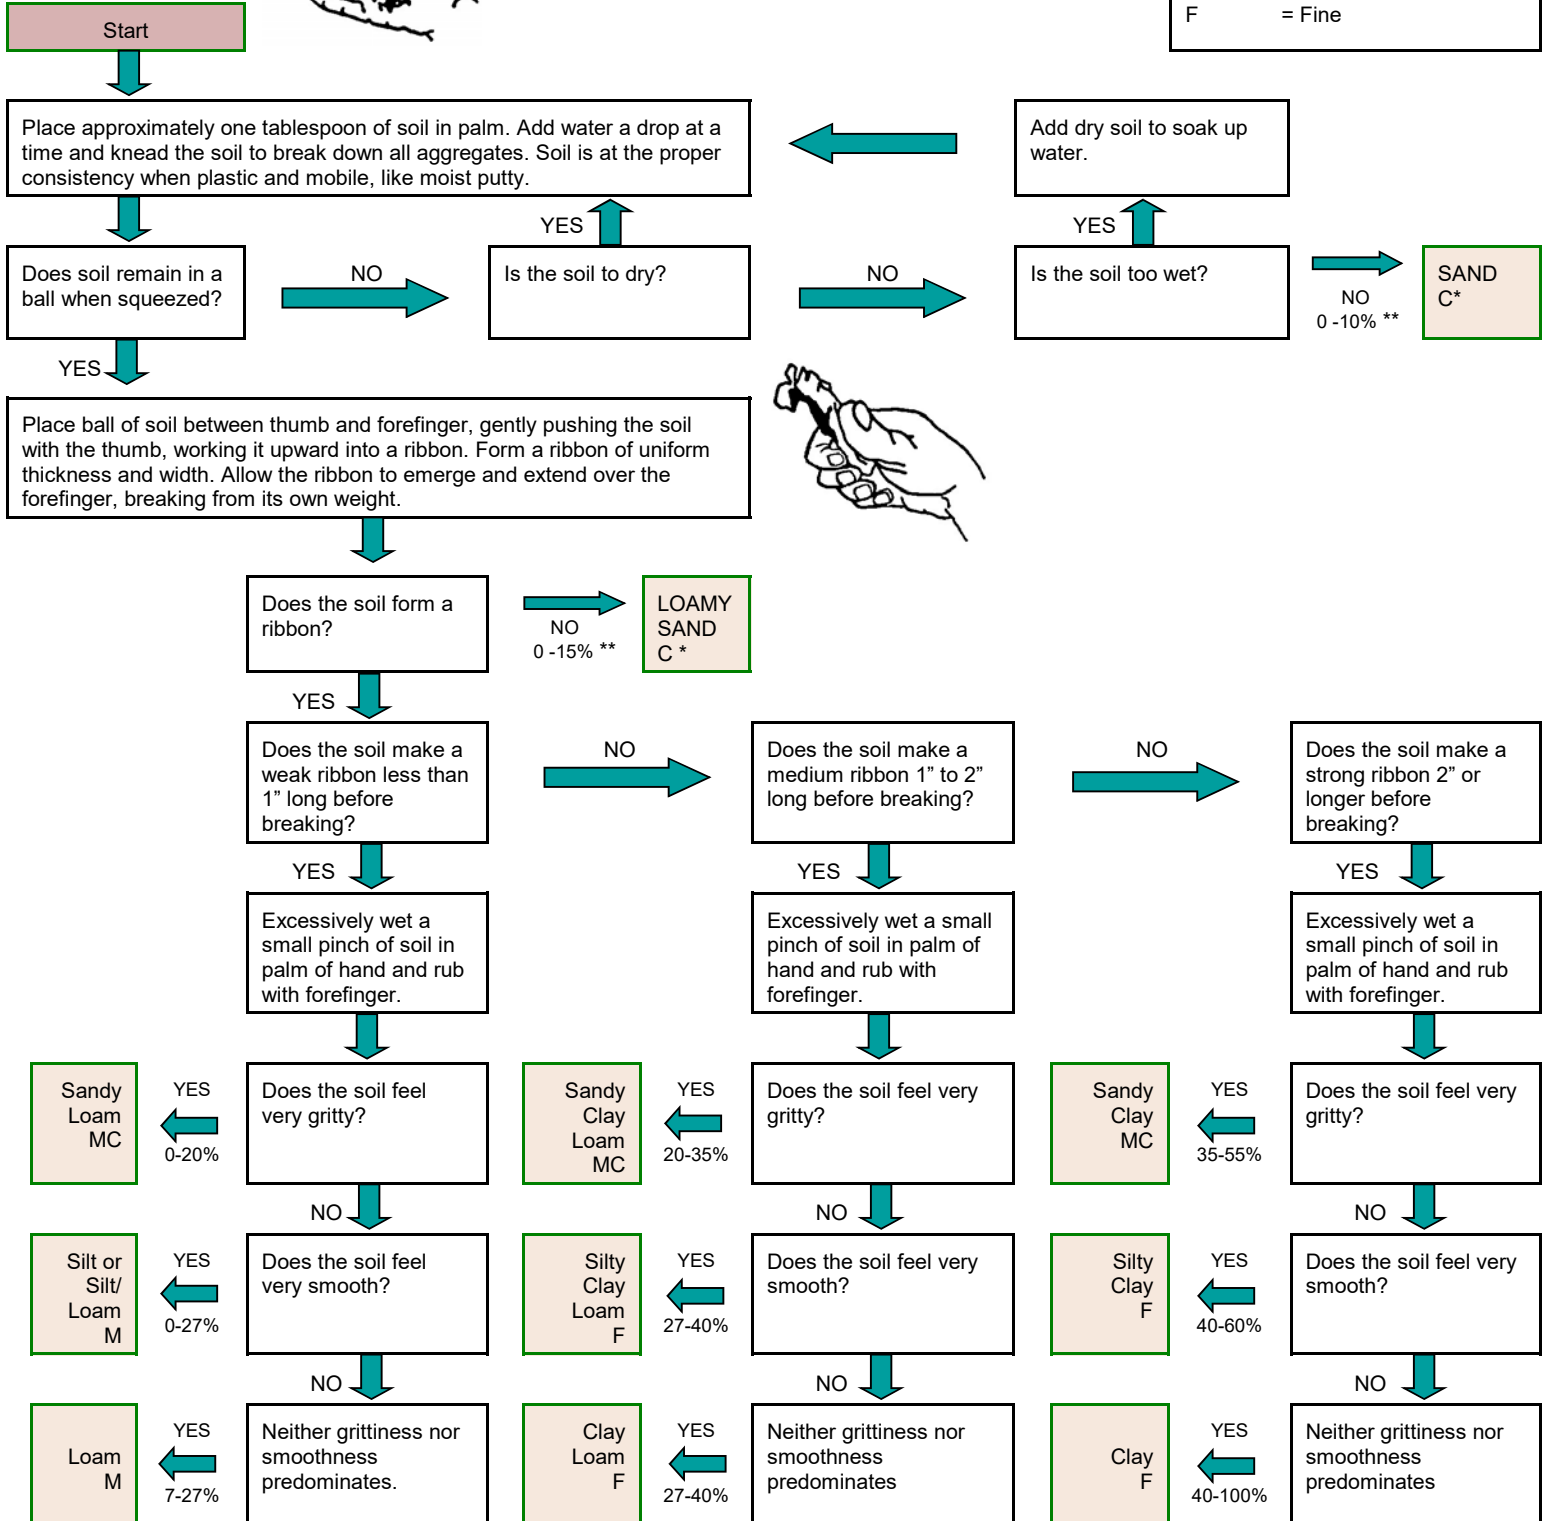 F = Fine
Start
Place approximately one tablespoon of soil in palm. Add water a drop at a
time and knead the soil to break down all aggregates. Soil is at the proper
consistency when plastic and mobile, like moist putty.
Add dry soil to soak up
water.
YES
YES
Does soil remain in a
ball when squeezed?
NO
Is the soil to dry?
NO
Is the soil too wet?
NO
0 -10% **
SAND
C*
YES
Place ball of soil between thumb and forefinger, gently pushing the soil
with the thumb, working it upward into a ribbon. Form a ribbon of uniform
thickness and width. Allow the ribbon to emerge and extend over the
forefinger, breaking from its own weight.
Does the soil form a
ribbon?
NO
0 -15% **
LOAMY
SAND
C *
YES
Does the soil make a
weak ribbon less than
1” long before
breaking?
NO
Does the soil make a
medium ribbon 1” to 2”
long before breaking?
NO
Does the soil make a
strong ribbon 2” or
longer before
breaking?
YES
YES
YES
Excessively wet a
small pinch of soil in
palm of hand and rub
with forefinger.
Excessively wet a small
pinch of soil in palm of
hand and rub with
forefinger.
Excessively wet a
small pinch of soil in
palm of hand and rub
with forefinger.
Sandy
Loam
MC
YES
0-20%
Does the soil feel
very gritty?
Sandy
Clay
Loam
MC
YES
20-35%
Does the soil feel very
gritty?
Sandy
Clay
MC
YES
35-55%
Does the soil feel very
gritty?
NO
NO
NO
Silt or
Silt/
Loam
M
YES
0-27%
Does the soil feel
very smooth?
Silty
Clay
Loam
F
YES
27-40%
Does the soil feel very
smooth?
Silty
Clay
F
YES
40-60%
Does the soil feel very
smooth?
NO
NO
NO
Loam
M
YES
7-27%
Neither grittiness nor
smoothness
predominates.
Clay
Loam
F
YES
27-40%
Neither grittiness nor
smoothness
predominates
Clay
F
YES
40-100%
Neither grittiness nor
smoothness
predominates